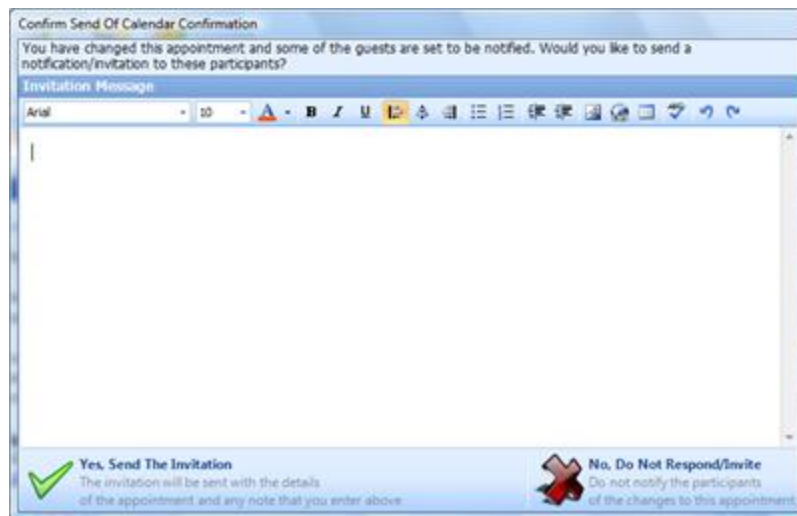 Confirm Send Of Calendar Confirmation
You have changed this appointment and some of the guests are set to be notified. Would you like to send a
notification/invitation to these participants?
Invitation Message
Arial 10 A B I U
Yes, Send The Invitation
The invitation will be sent with the details
of the appointment and any note that you enter above
No, Do Not Respond/Invite
Do not notify the participants
of the changes to this appointment